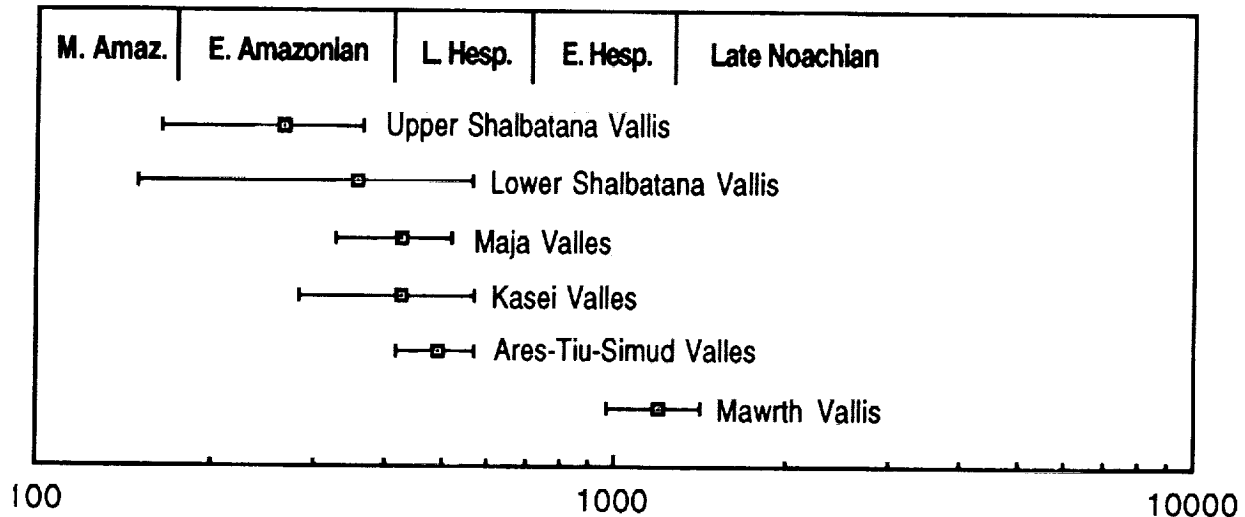 M. Amaz. E. Amazonian L. Hesp. E. Hesp. Late Noachian
Upper Shalbatana Vallis
Lower Shalbatana Vallis
Maja Valles
Kasei Valles
Ares-Tiu-Simud Valles
Mawrth Vallis
100 1000 10000